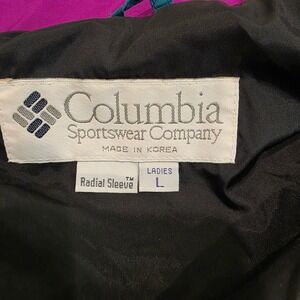 Columbia
Sportswear Company
MADE IN KOREA
Radial Sleeve™
LADIES
L